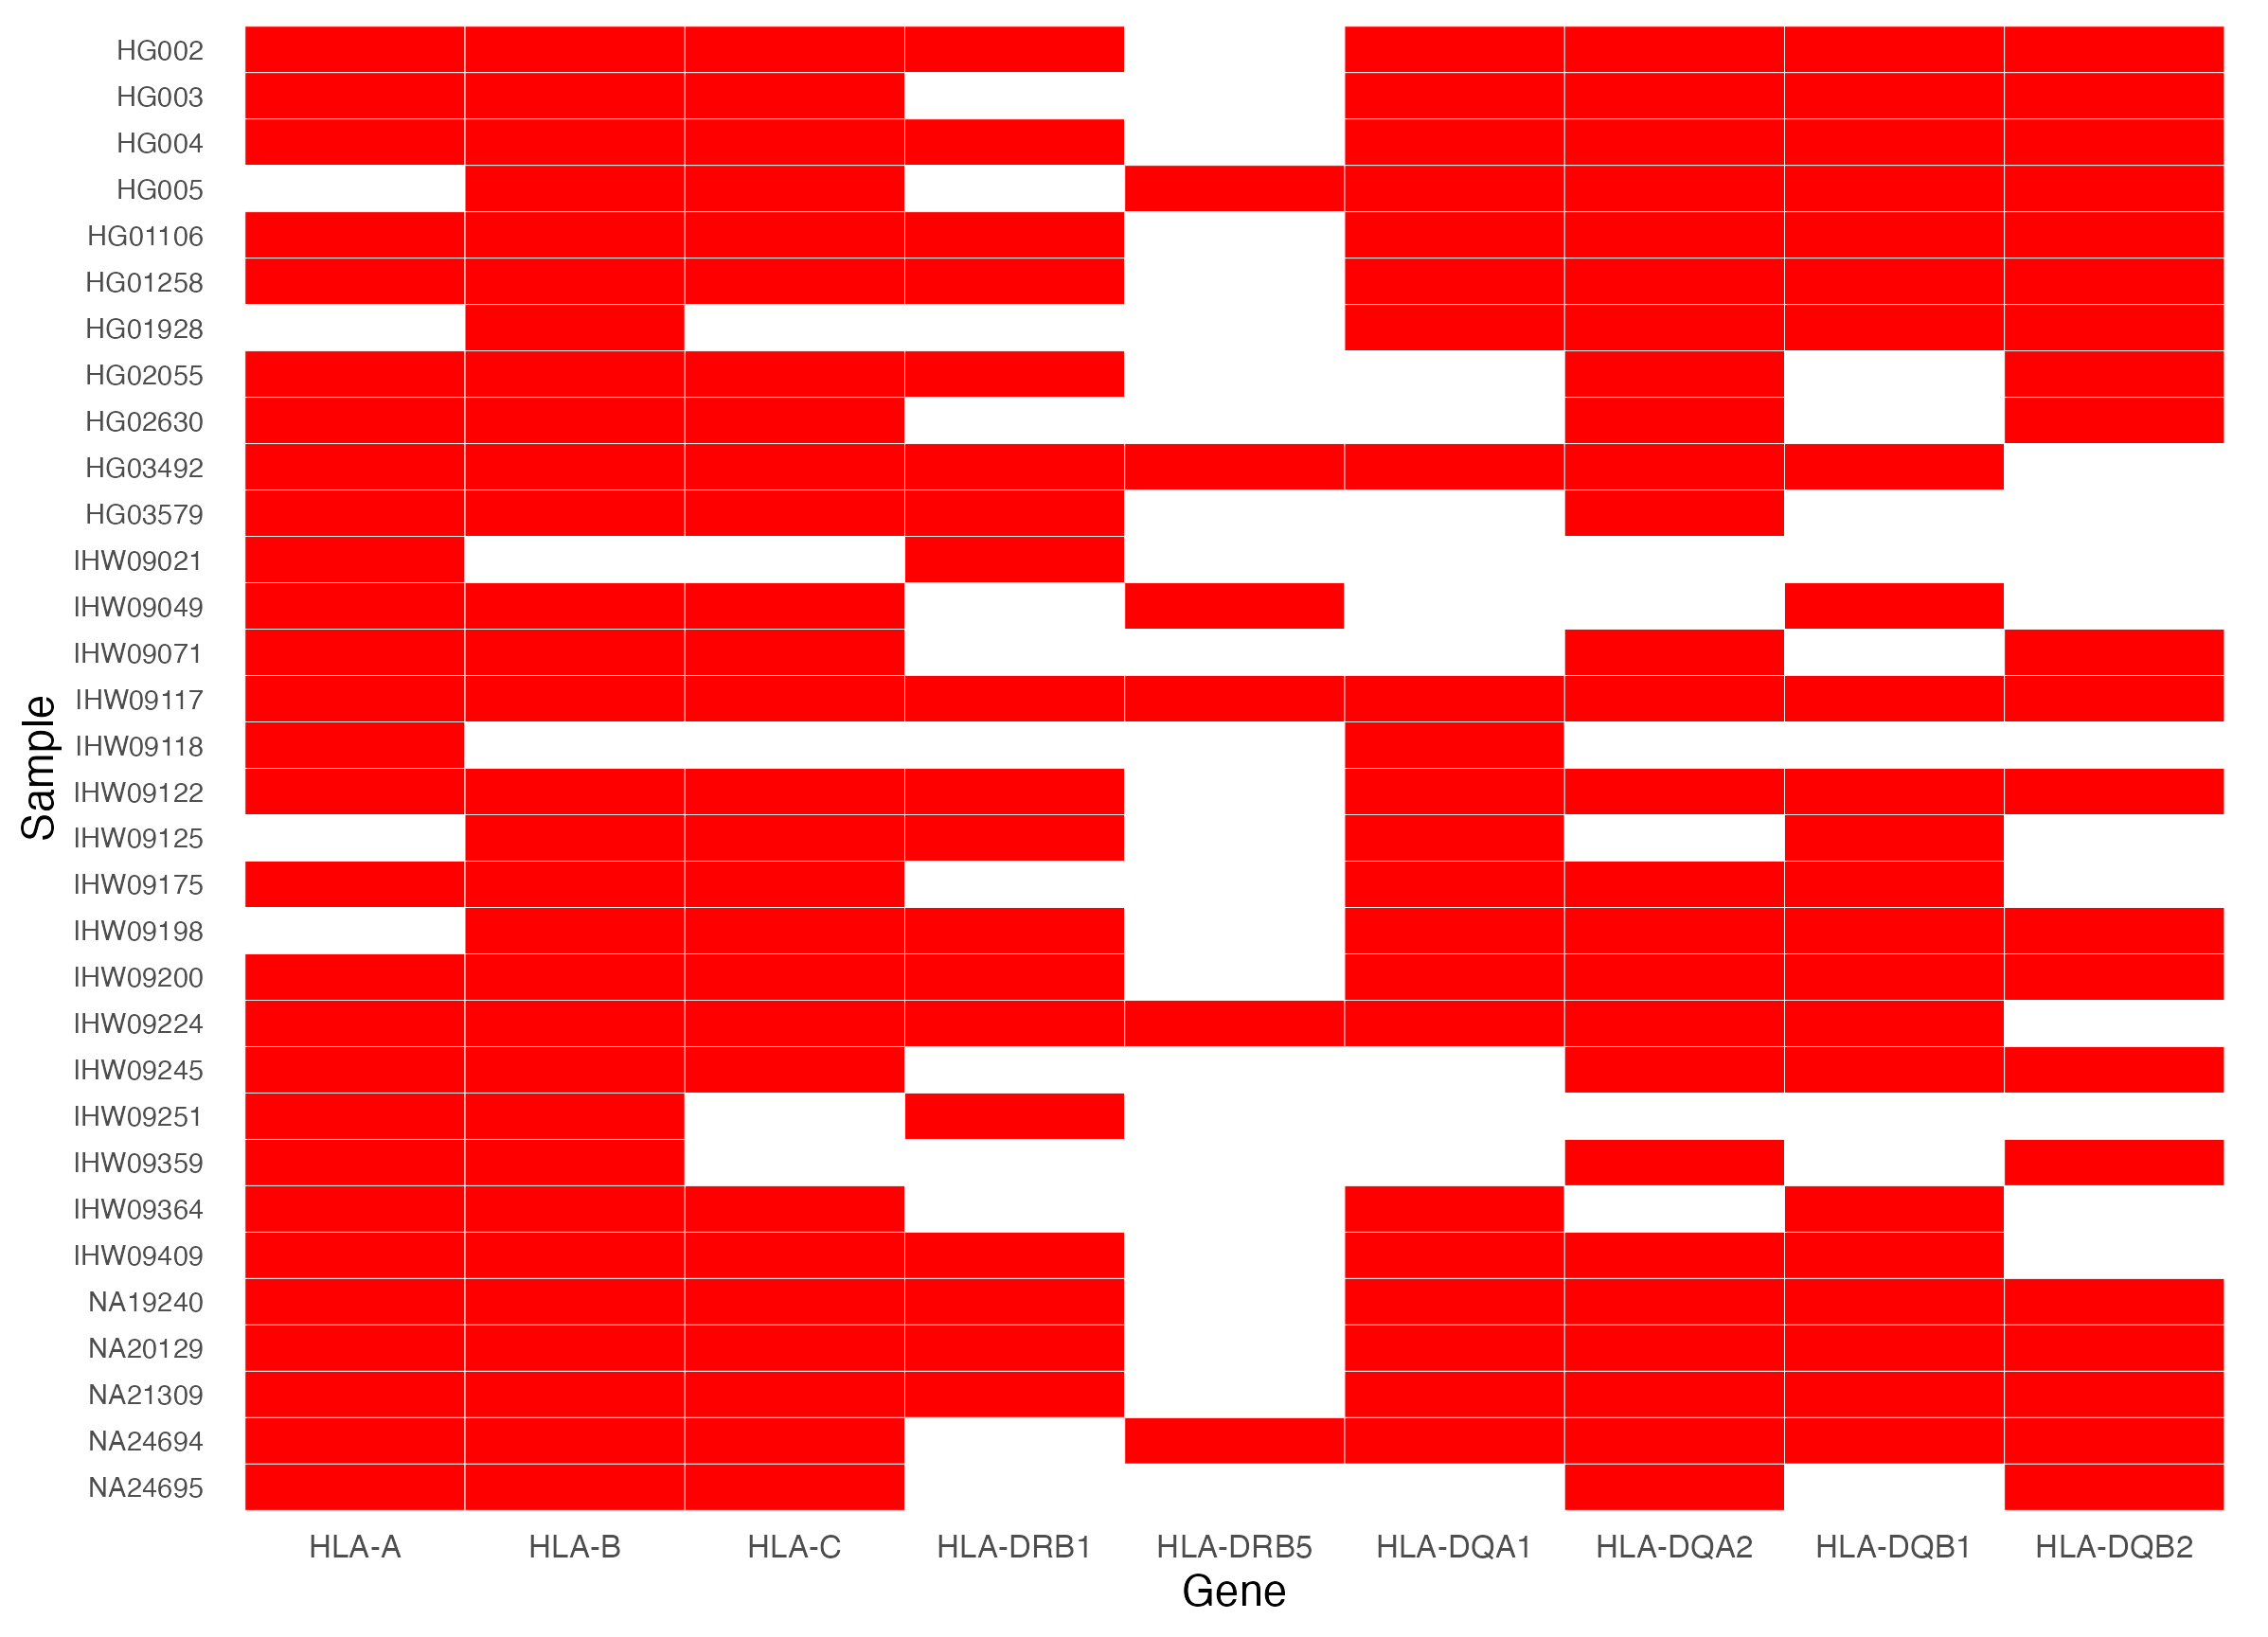 HG002
HG003
HG004
HG005
HG01106
HG01258
HG01928
HG02055
HG02630
HG03492
HG03579
IHW09021
IHW09049
IHW09071
IHW09117
IHW09118
IHW09122
IHW09125
IHW09175
IHW09198
IHW09200
IHW09224
IHW09245
IHW09251
IHW09359
IHW09364
IHW09409
NA19240
NA20129
NA21309
NA24694
NA24695
Sample
HLA-A HLA-B HLA-C HLA-DRB1 HLA-DRB5 HLA-DQA1 HLA-DQA2 HLA-DQB1 HLA-DQB2
Gene